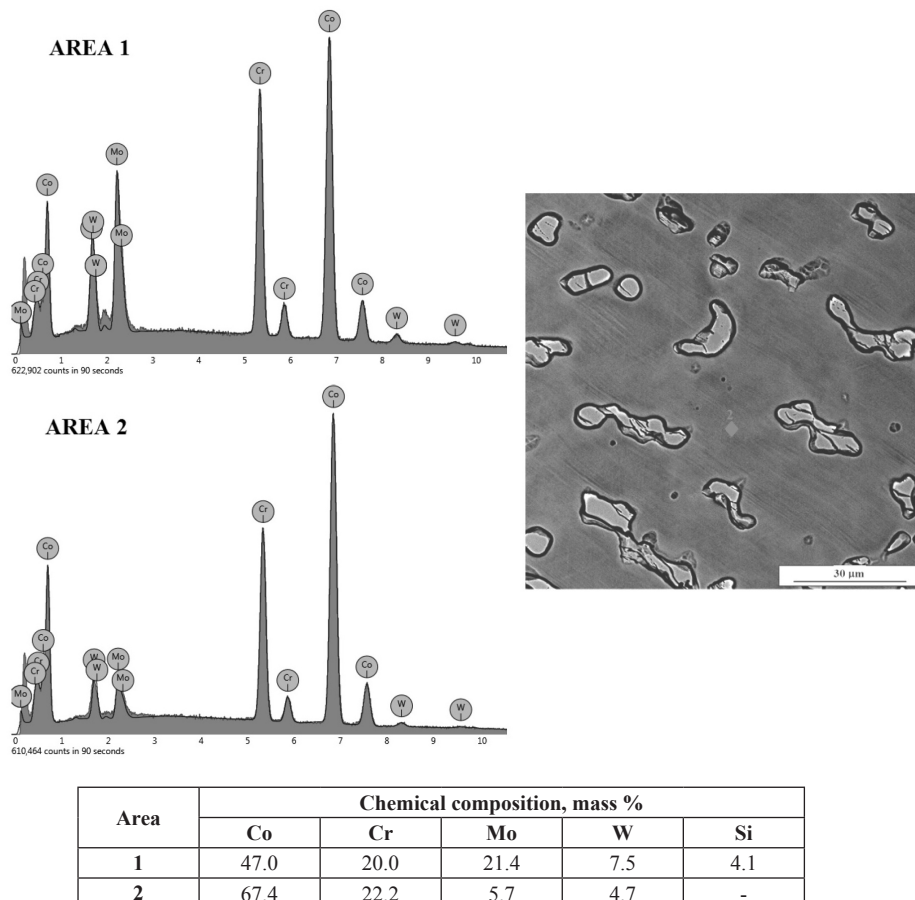 AREA 1
Co
Cr
Mo
Co
W
Mo
W
Co
Cr
Cr
Mo
Cr
Co
W
W
0 1 2 3 4 5 6 7 8 9 10
622,902 counts in 90 seconds
AREA 2
Co
Cr
Co
Co
Cr
Cr
Mo
W
W
Mo
Mo
Cr
Co
W
W
0 1 2 3 4 5 6 7 8 9 10
610,464 counts in 90 seconds
2
30 µm
Area
Chemical composition, mass %
Co Cr Mo W Si
1 47.0 20.0 21.4 7.5 4.1
2 67.4 22.2 5.7 4.7 -